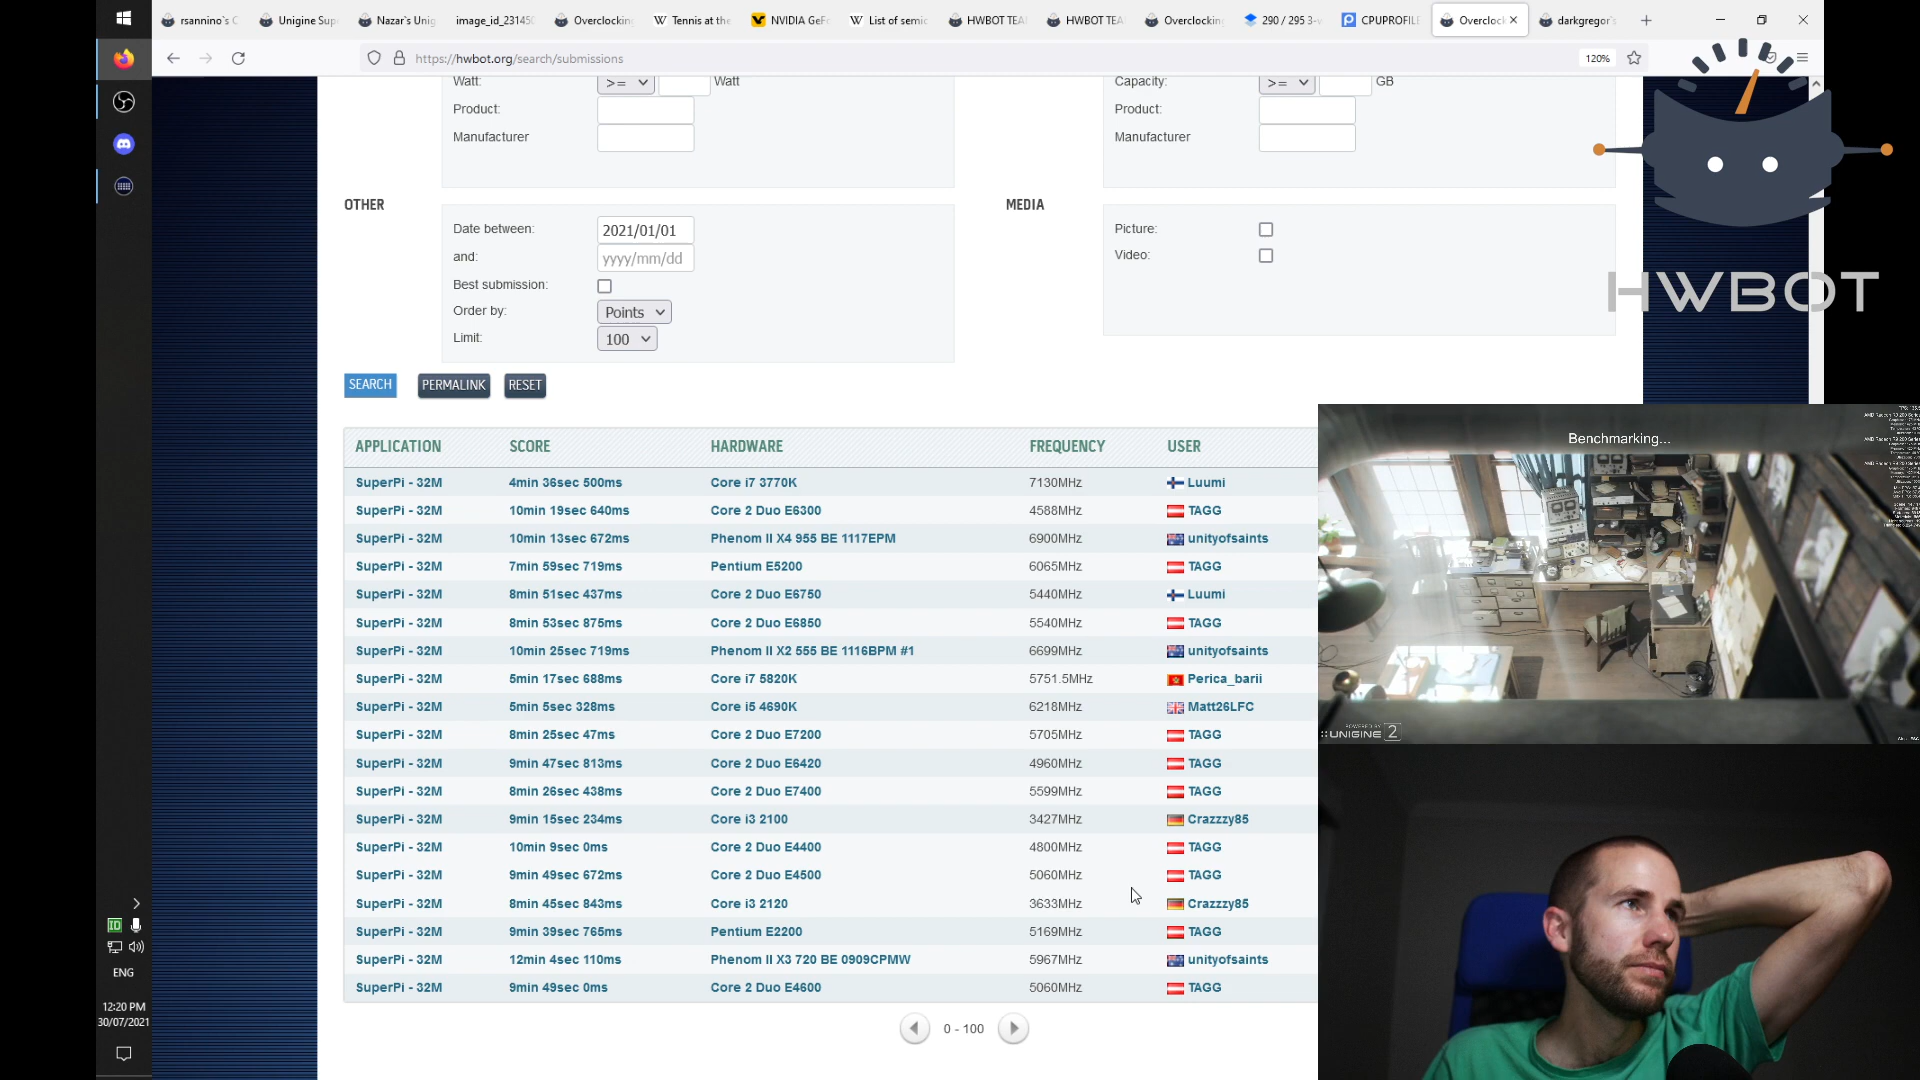 rsannino's C
Unigine Sup
Nazar's Unig
image_id_231450
Overclocking
Tennis at the
NVIDIA GeF
List of semic
HWBOT TEA
HWBOT TEA
Overclocking
290 / 295 3-w
CPUPROFILE
Overclock
darkgregor's
https://hwbot.org/search/submissions
120%
Watt: >= Watt
Product:
Manufacturer
Capacity: >= GB
Product:
Manufacturer
OTHER
Date between: 2021/01/01
and: yyyy/mm/dd
Best submission:
Order by: Points
Limit: 100
MEDIA
Picture:
Video:
HWBOT
SEARCH PERMALINK RESET
APPLICATION SCORE HARDWARE FREQUENCY USER
SuperPi - 32M 4min 36sec 500ms Core i7 3770K 7130MHz Luumi
SuperPi - 32M 10min 19sec 640ms Core 2 Duo E6300 4588MHz TAGG
SuperPi - 32M 10min 13sec 672ms Phenom II X4 955 BE 1117EPM 6900MHz unityofsaints
SuperPi - 32M 7min 59sec 719ms Pentium E5200 6065MHz TAGG
SuperPi - 32M 8min 51sec 437ms Core 2 Duo E6750 5440MHz Luumi
SuperPi - 32M 8min 53sec 875ms Core 2 Duo E6850 5540MHz TAGG
SuperPi - 32M 10min 25sec 719ms Phenom II X2 555 BE 1116BPM #1 6699MHz unityofsaints
SuperPi - 32M 5min 17sec 688ms Core i7 5820K 5751.5MHz Perica_barii
SuperPi - 32M 5min 5sec 328ms Core i5 4690K 6218MHz Matt26LFC
SuperPi - 32M 8min 25sec 47ms Core 2 Duo E7200 5705MHz TAGG
SuperPi - 32M 9min 47sec 813ms Core 2 Duo E6420 4960MHz TAGG
SuperPi - 32M 8min 26sec 438ms Core 2 Duo E7400 5599MHz TAGG
SuperPi - 32M 9min 15sec 234ms Core i3 2100 3427MHz Crazzzy85
SuperPi - 32M 10min 9sec 0ms Core 2 Duo E4400 4800MHz TAGG
SuperPi - 32M 9min 49sec 672ms Core 2 Duo E4500 5060MHz TAGG
SuperPi - 32M 8min 45sec 843ms Core i3 2120 3633MHz Crazzzy85
SuperPi - 32M 9min 39sec 765ms Pentium E2200 5169MHz TAGG
SuperPi - 32M 12min 4sec 110ms Phenom II X3 720 BE 0909CPMW 5967MHz unityofsaints
SuperPi - 32M 9min 49sec 0ms Core 2 Duo E4600 5060MHz TAGG
0 - 100
Benchmarking...
POWERED BY
UNIGINE 2
ENG
12:20 PM
30/07/2021